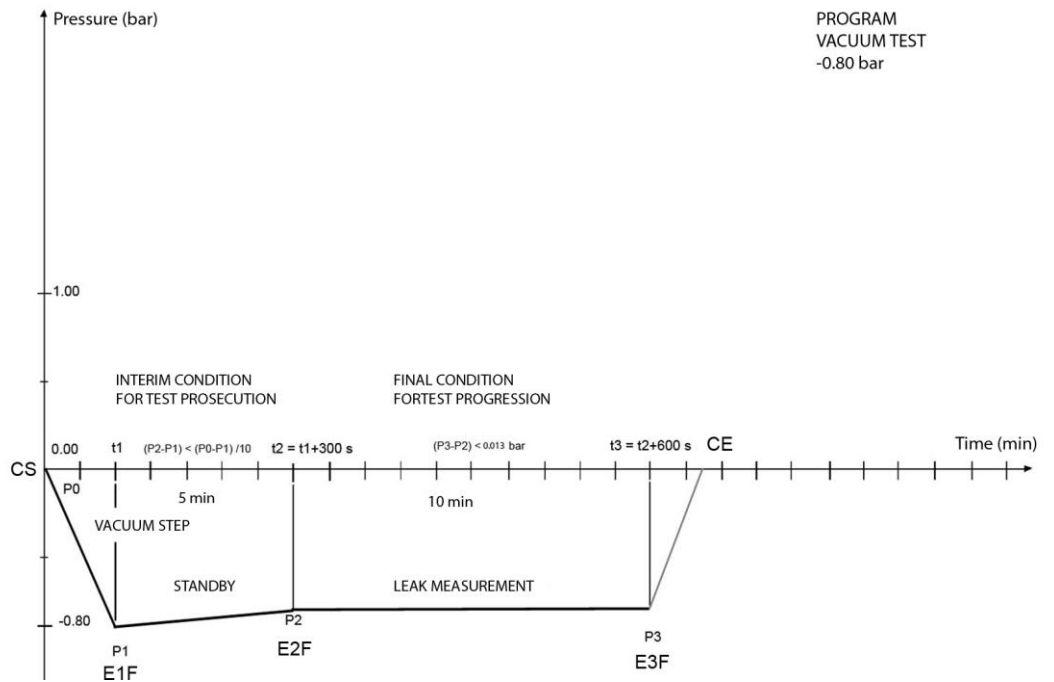 Pressure (bar)
PROGRAM
VACUUM TEST
-0.80 bar
1.00
INTERIM CONDITION
FOR TEST PROSECUTION
FINAL CONDITION
FORTEST PROGRESSION
0.00
t1
(P2-P1) < (P0-P1) /10
t2 = t1+300 s
(P3-P2) < 0.013 bar
t3 = t2+600 s
CE
Time (min)
CS
P0
5 min
10 min
VACUUM STEP
STANDBY
LEAK MEASUREMENT
-0.80
P1
E1F
P2
E2F
P3
E3F